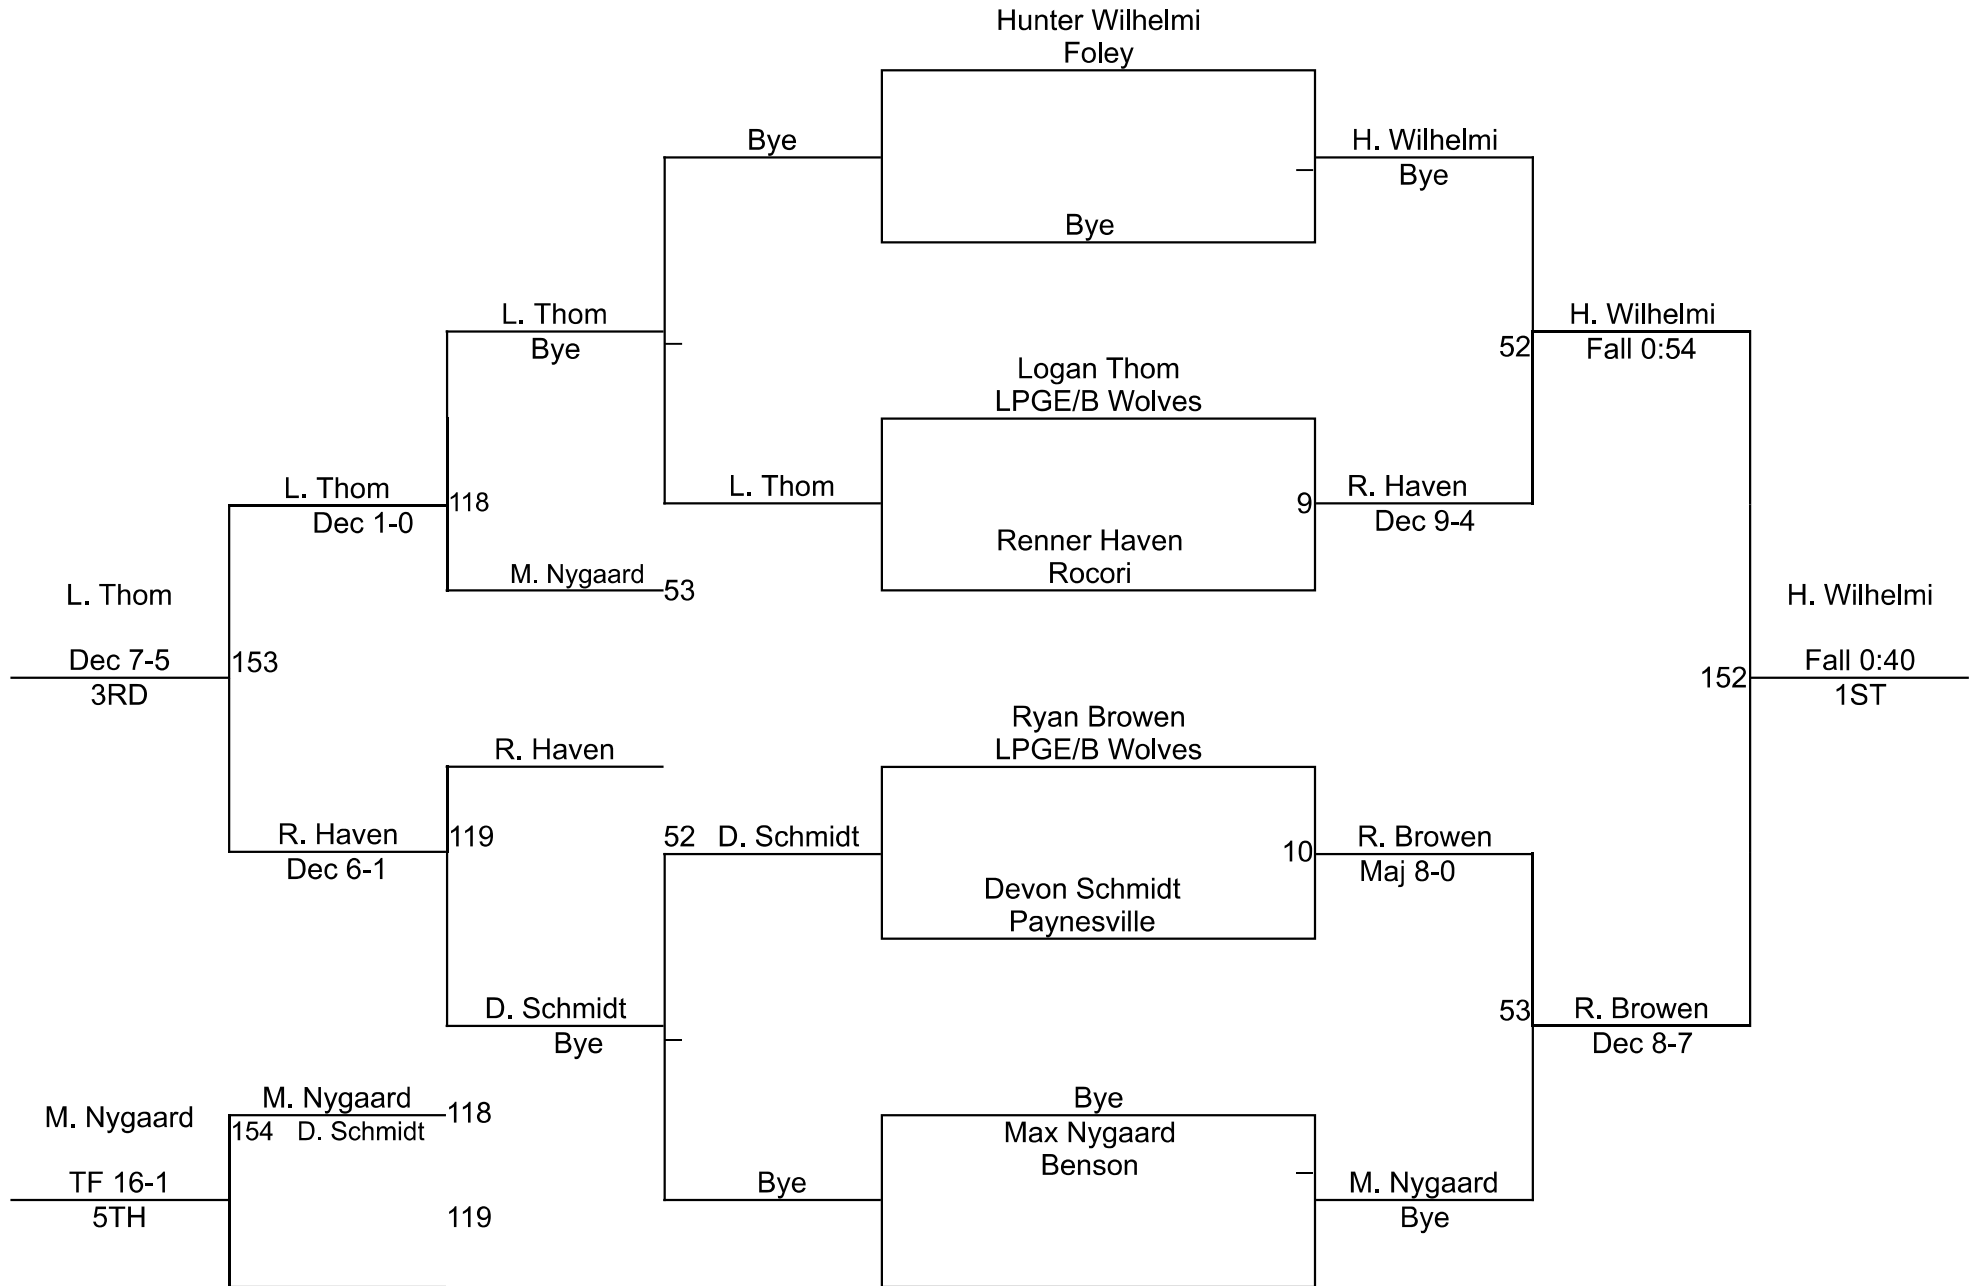 Hunter Wilhelmi
Foley
Bye
H. Wilhelmi
Bye
Bye
L. Thom
Bye
H. Wilhelmi
52
Fall 0:54
Logan Thom
LPGE/B Wolves
L. Thom
118
Dec 1-0
L. Thom
9
R. Haven
Dec 9-4
Renner Haven
Rocori
M. Nygaard
53
L. Thom
H. Wilhelmi
Dec 7-5
153
3RD
152
Fall 0:40
1ST
Ryan Browen
LPGE/B Wolves
R. Haven
R. Haven
119
Dec 6-1
52
D. Schmidt
10
R. Browen
Maj 8-0
Devon Schmidt
Paynesville
D. Schmidt
Bye
53
R. Browen
Dec 8-7
M. Nygaard
M. Nygaard
118
154
D. Schmidt
Bye
Max Nygaard
Benson
TF 16-1
5TH
119
Bye
M. Nygaard
Bye